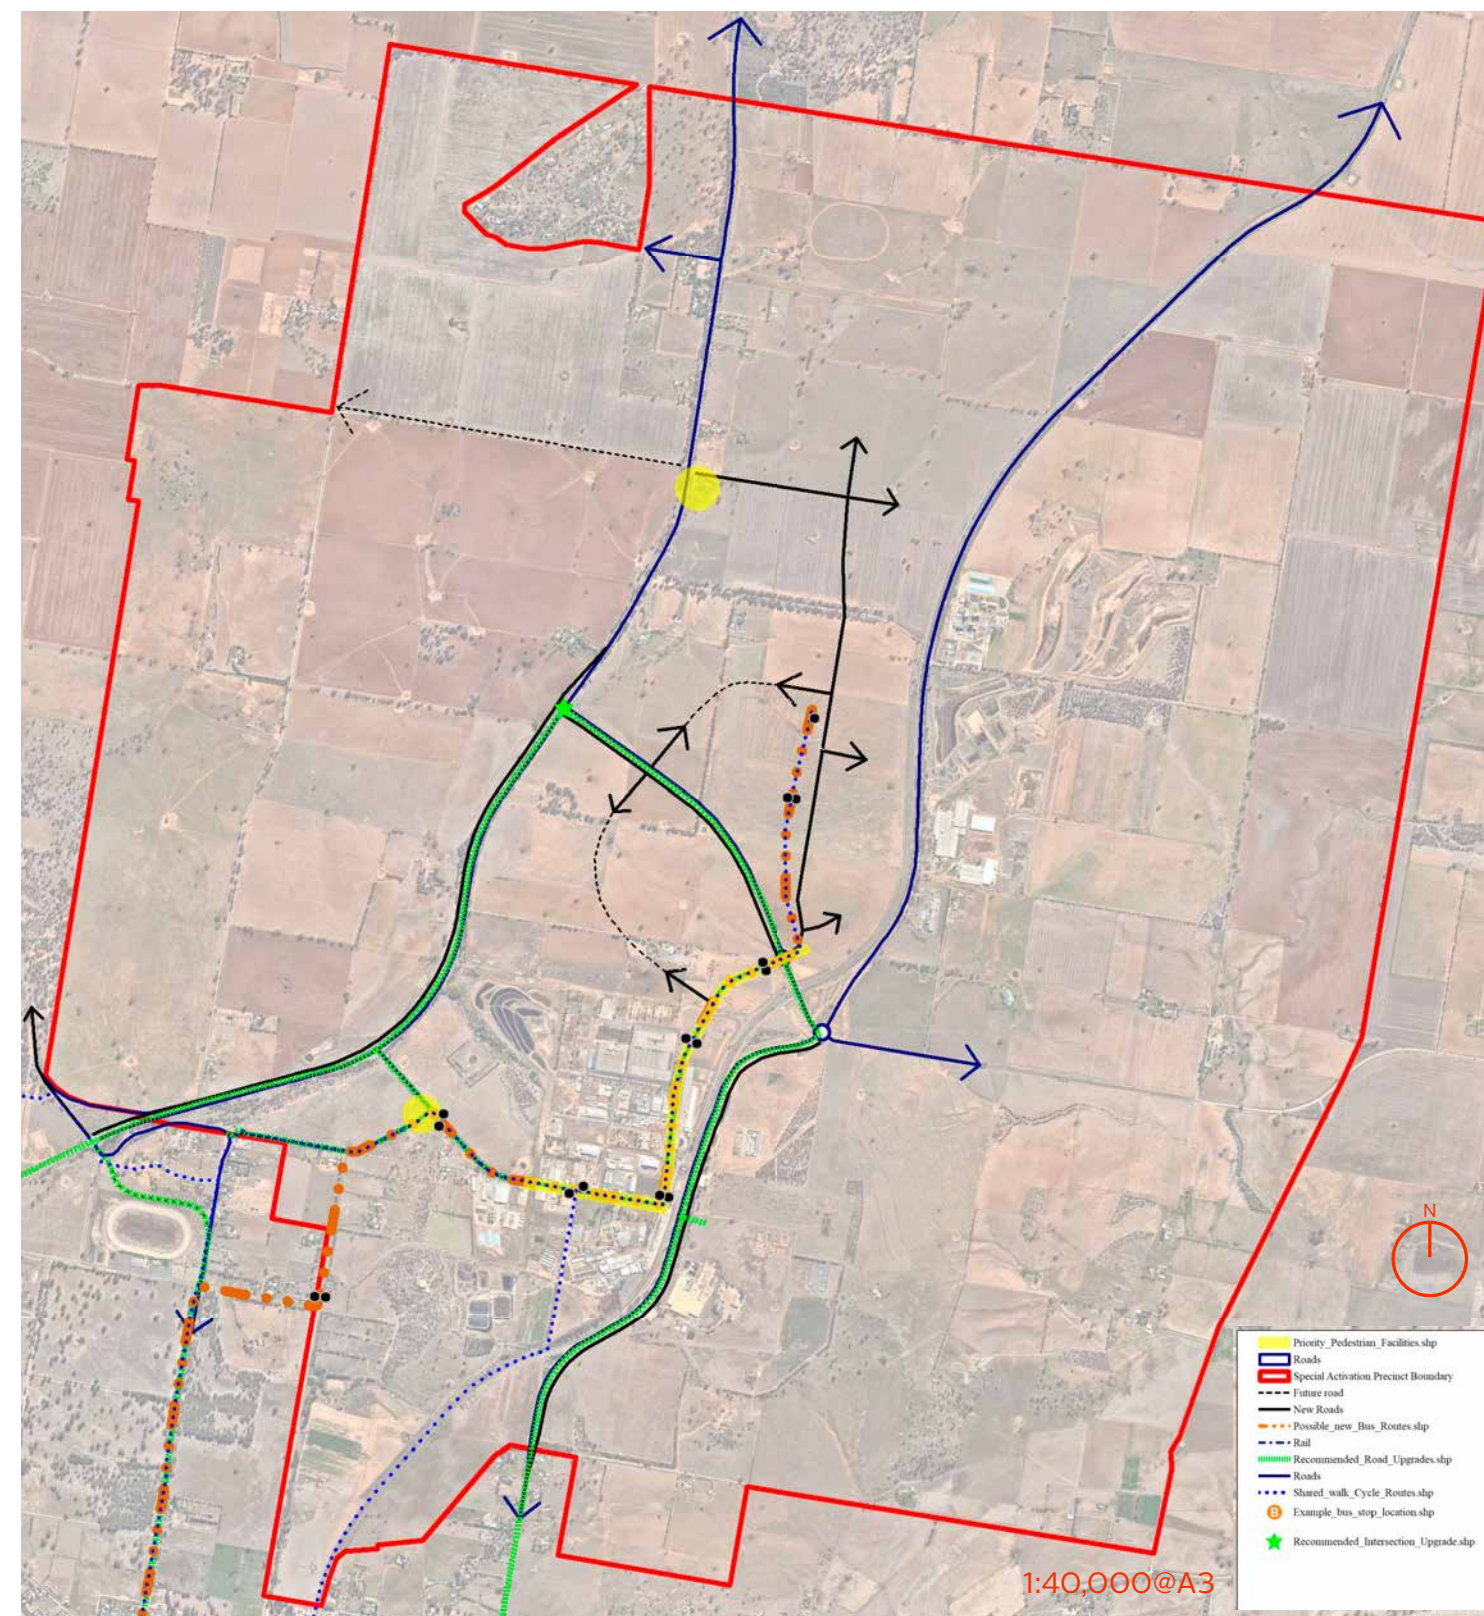 N
Priority_Pedestrian_Facilities.shp
Roads
Special Activation Precinct Boundary
Future road
New Roads
Possible_new_Bus_Routes.shp
Rail
Recommended_Road_Upgrades.shp
Roads
Shared_walk_Cycle_Routes.shp
B Example_bus_stop_location.shp
Recommended_Intersection_Upgrade.shp
1:40,000@A3